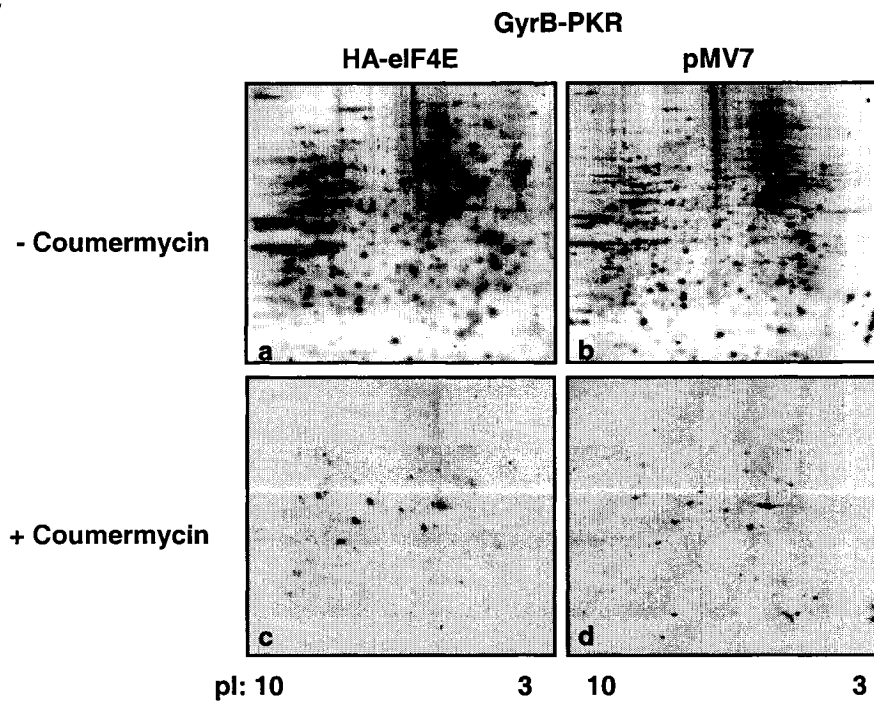 GyrB-PKR
HA-eIF4E pMV7
- Coumermycin
a b
+ Coumermycin
c d
pI: 10 3 10 3